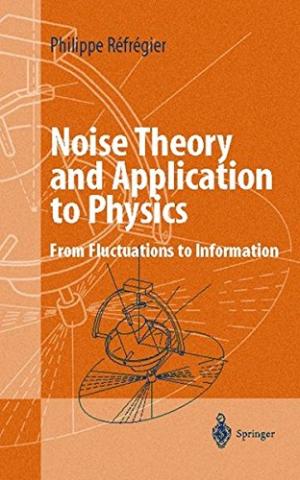 Philippe Réfrégier
Noise Theory
and Application
to Physics
From Fluctuations to Information
Springer